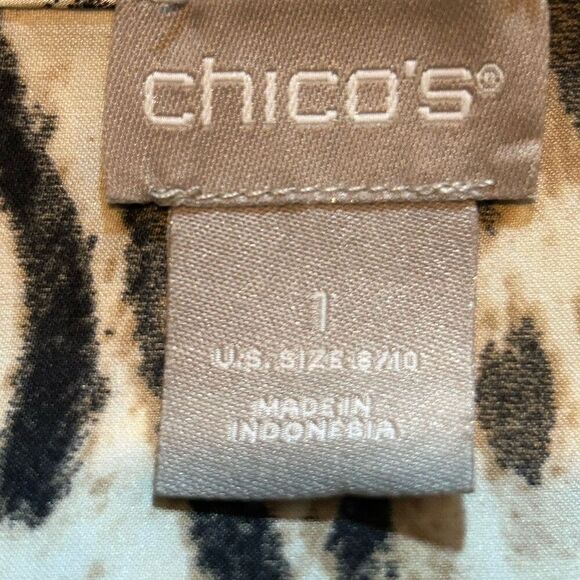 chico's®
1
U.S. SIZE 8/10
MADE IN
INDONESIA